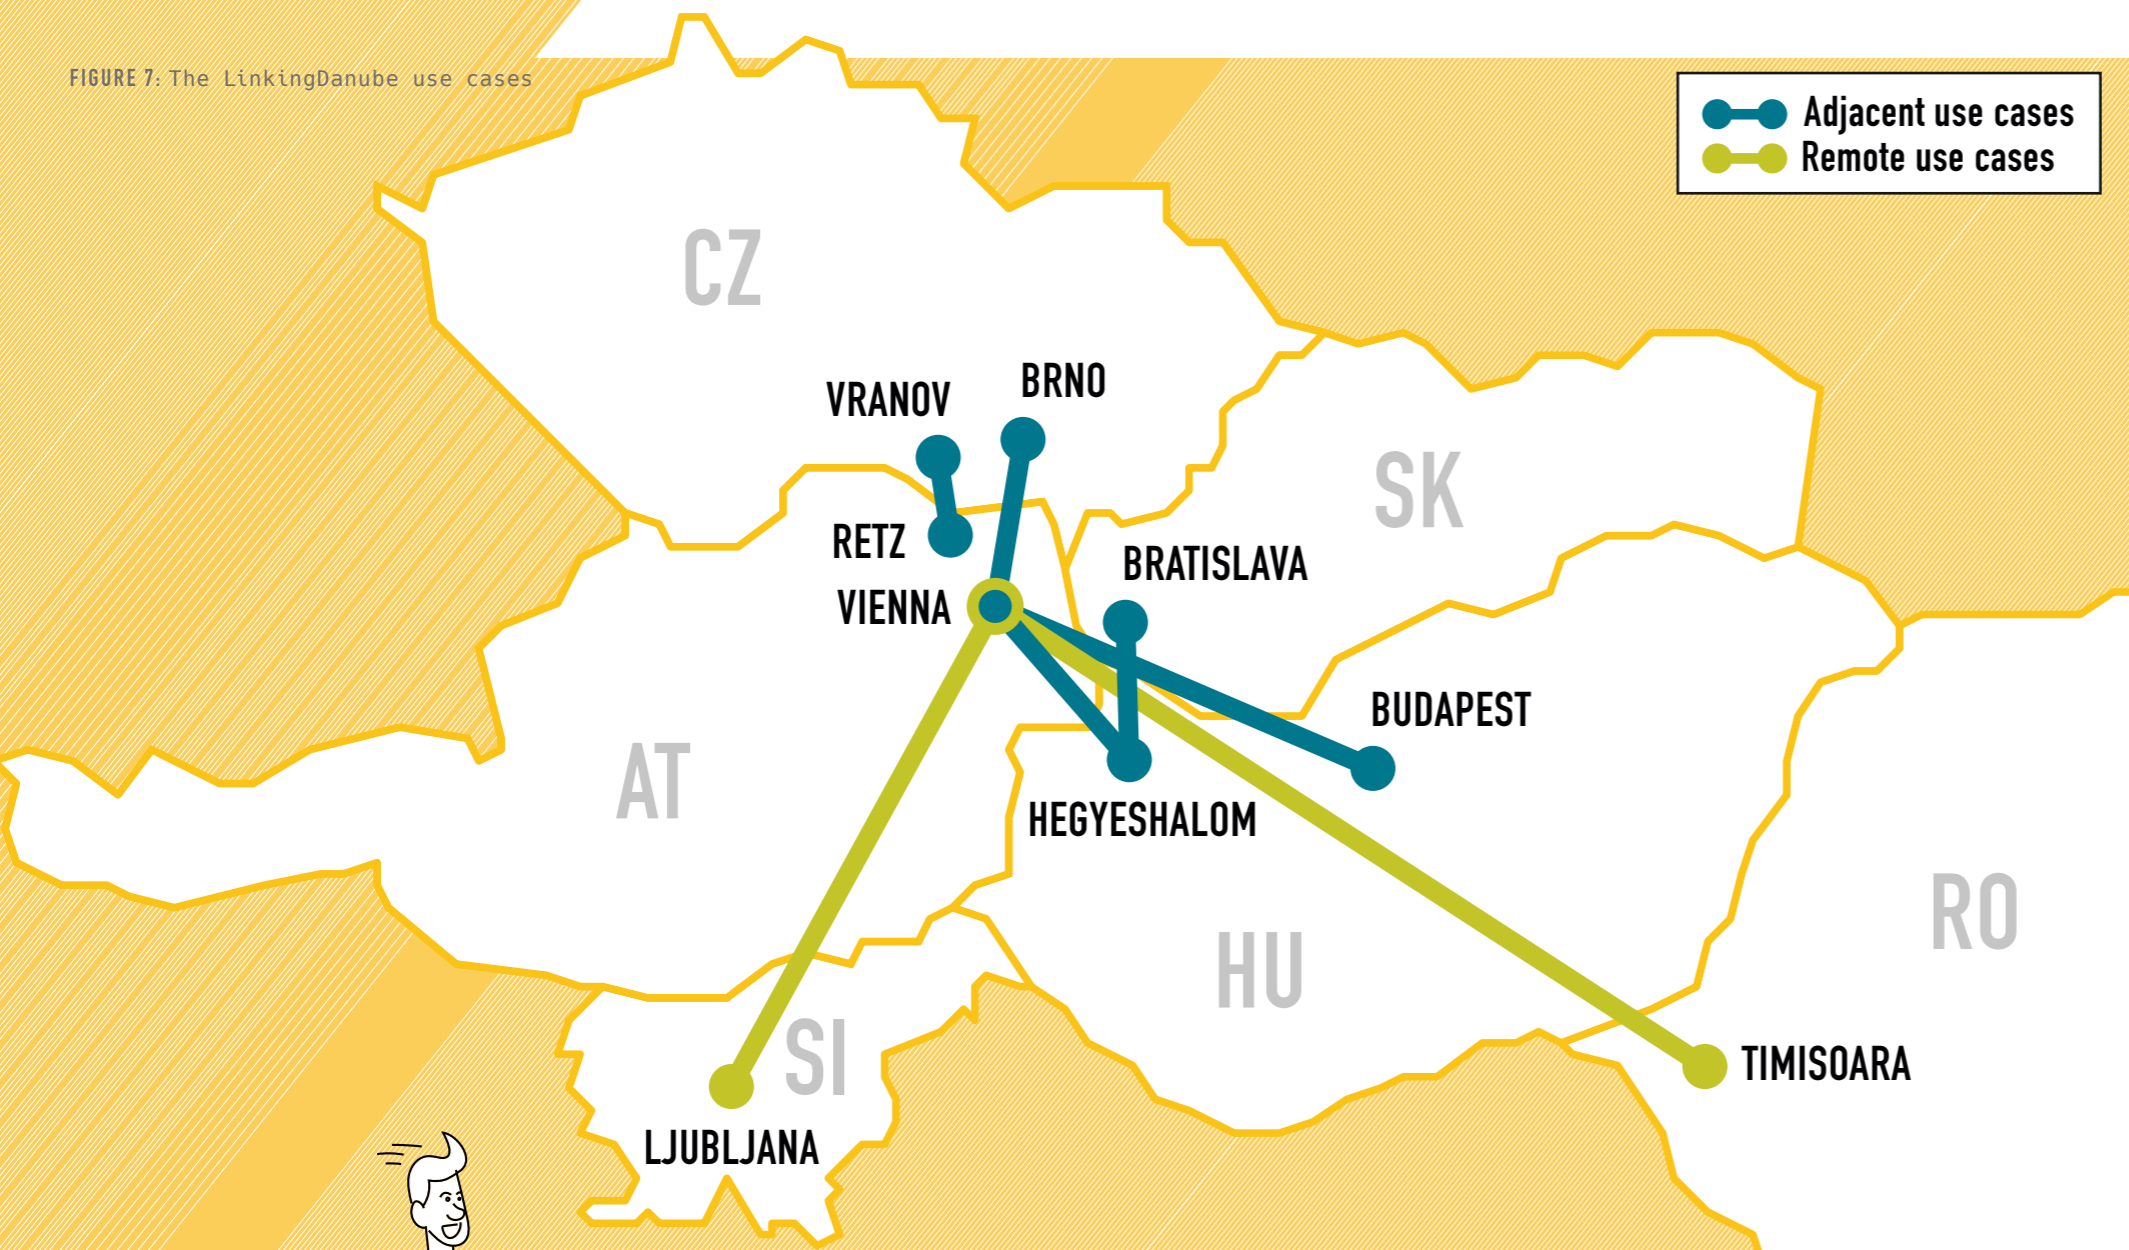 FIGURE 7: The LinkingDanube use cases
Adjacent use cases
Remote use cases
CZ
BRNO
VRANOV
SK
RETZ
BRATISLAVA
VIENNA
BUDAPEST
AT
HEGYESHALOM
RO
HU
SI
TIMISOARA
LJUBLJANA